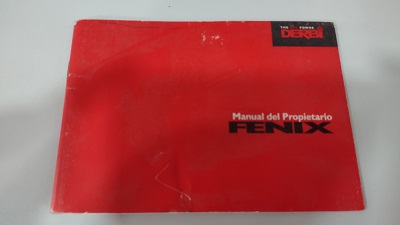 THE POWER
DERBI
Manual del Propietario
FENIX